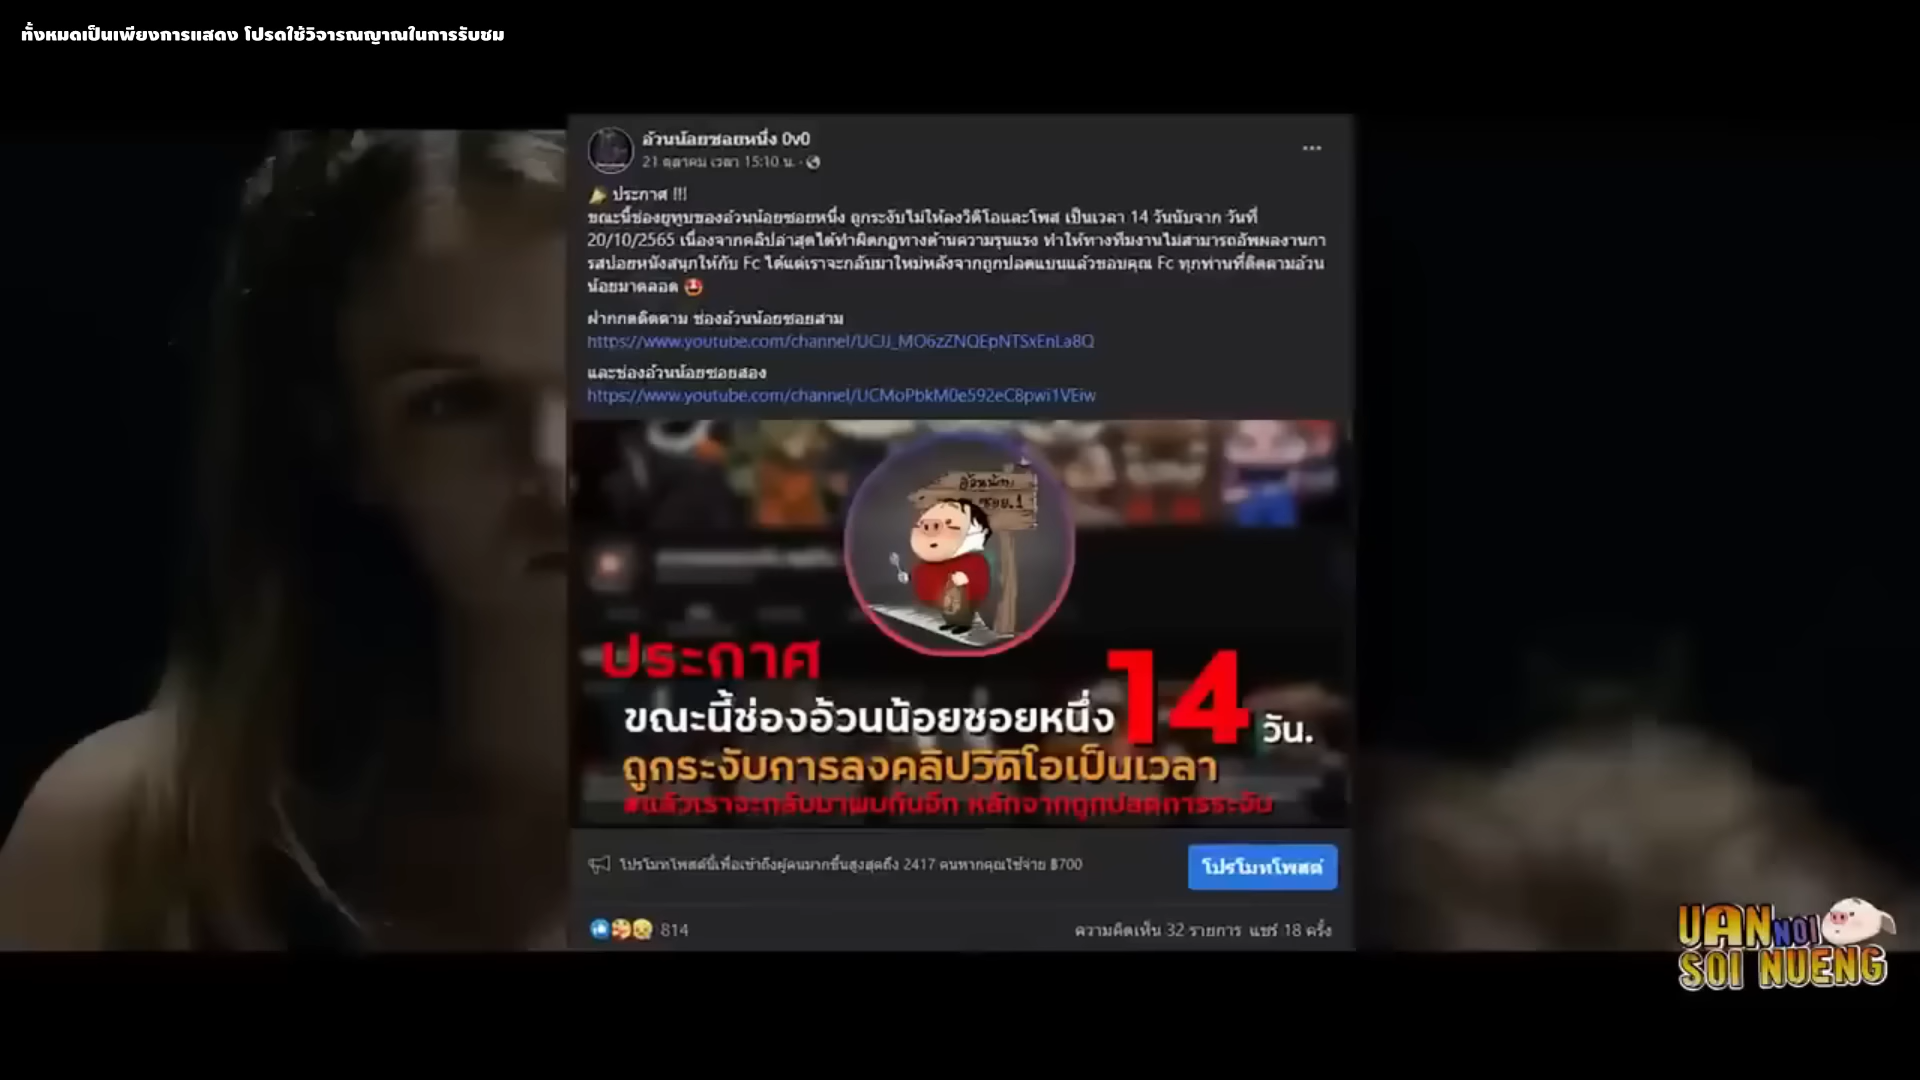 ทั้งหมดเป็นเพียงการแสดง โปรดใช้วิจารณญาณในการรับชม
อ้วนน้อยซอยหนึ่ง 0v0
21 ตุลาคม เวลา 15:10 น. ·
ประกาศ !!!
ขณะนี้ช่องยูทูบของอ้วนน้อยซอยหนึ่ง ถูกระงับไม่ให้ลงวีดีโอและโพส เป็นเวลา 14 วันนับจาก วันที่
20/10/2565 เนื่องจากคลิปล่าสุดได้ทำผิดกฏทางด้านความรุนแรง ทำให้ทางทีมงานไม่สามารถอัพผลงานกา
รสปอยหนังสนุกให้กับ Fc ได้แต่เราจะกลับมาใหม่หลังจากถูกปลดแบนแล้วขอบคุณ Fc ทุกท่านที่ติดตามอ้วน
น้อยมาตลอด
ฝากกดติดตาม ช่องอ้วนน้อยซอยสาม
https://www.youtube.com/channel/UCJJ_MO6zZNQEpNTSxEnLa8Q
และช่องอ้วนน้อยซอยสอง
https://www.youtube.com/channel/UCMoPbkM0e592eC8pwi1VEiw
อ้วนน้อย
ซอย.1
ประกาศ
ขณะนี้ช่องอ้วนน้อยซอยหนึ่ง 14 วัน.
ถูกระงับการลงคลิปวิดิโอเป็นเวลา
#แล้วเราจะกลับมาพบกันอีก หลักจากถูกปลดการระงับ
โปรโมทโพสต์นี้เพื่อเข้าถึงผู้คนมากขึ้นสูงสุดถึง 2417 คนหากคุณใช้จ่าย ฿700
โปรโมทโพสต์
814
ความคิดเห็น 32 รายการ แชร์ 18 ครั้ง
UAN NOI
SOI NUENG